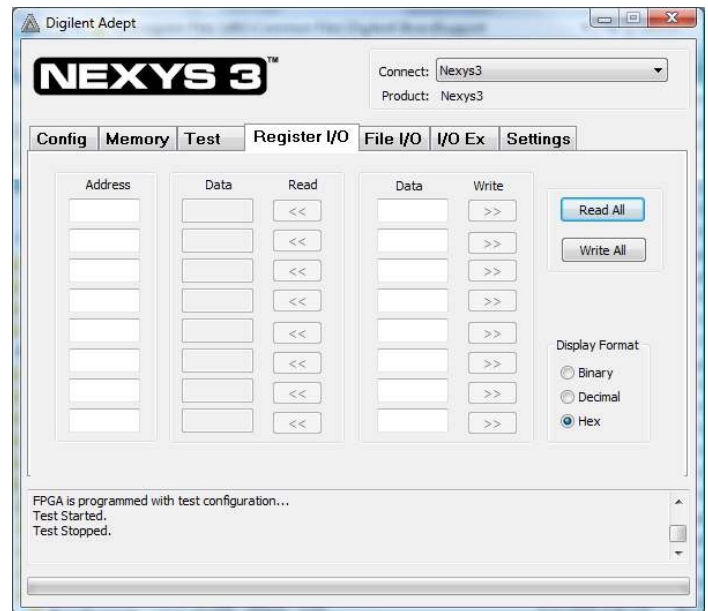 Digilent Adept
NEXYS 3™
Connect: Nexys3
Product: Nexys3
Config Memory Test Register I/O File I/O I/O Ex Settings
Address Data Read Data Write
<< >>
<< >>
<< >>
<< >>
<< >>
<< >>
<< >>
<< >>
Read All
Write All
Display Format
Binary
Decimal
Hex
FPGA is programmed with test configuration...
Test Started.
Test Stopped.